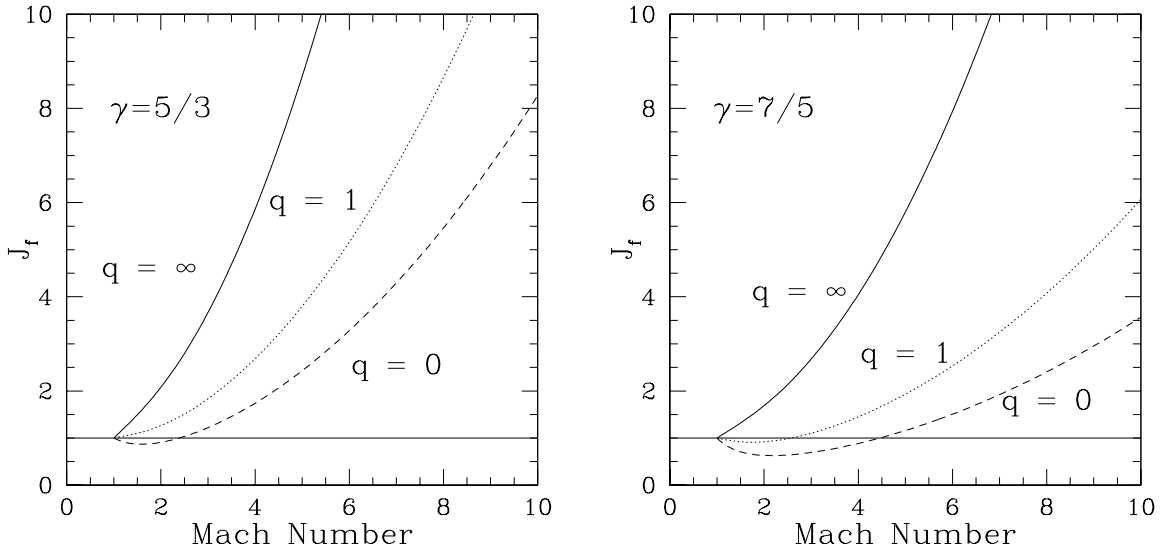 10
8
6
4
2
0
J_f
γ=5/3
q = 1
q = ∞
q = 0
0 2 4 6 8 10
Mach Number
10
8
6
4
2
0
J_f
γ=7/5
q = ∞
q = 1
q = 0
0 2 4 6 8 10
Mach Number